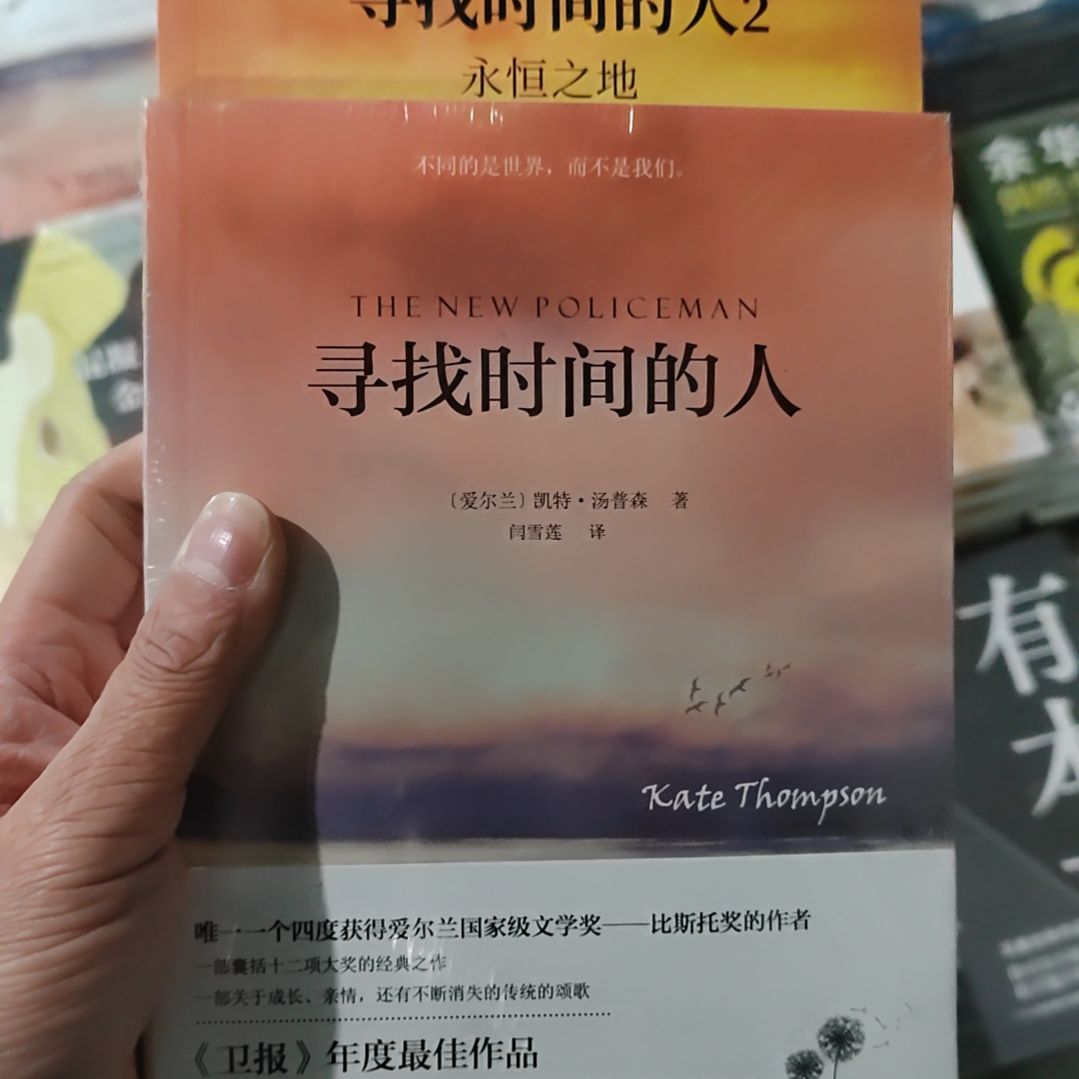 寻找时间的人2
永恒之地
不同的是世界，而不是我们。
THE NEW POLICEMAN
寻找时间的人
〔爱尔兰〕凯特·汤普森 著
闫雪莲 译
Kate Thompson
唯一一个四度获得爱尔兰国家级文学奖——比斯托奖的作者
一部囊括十二项大奖的经典之作
一部关于成长、亲情，还有不断消失的传统的颂歌
《卫报》年度最佳作品
余华
有